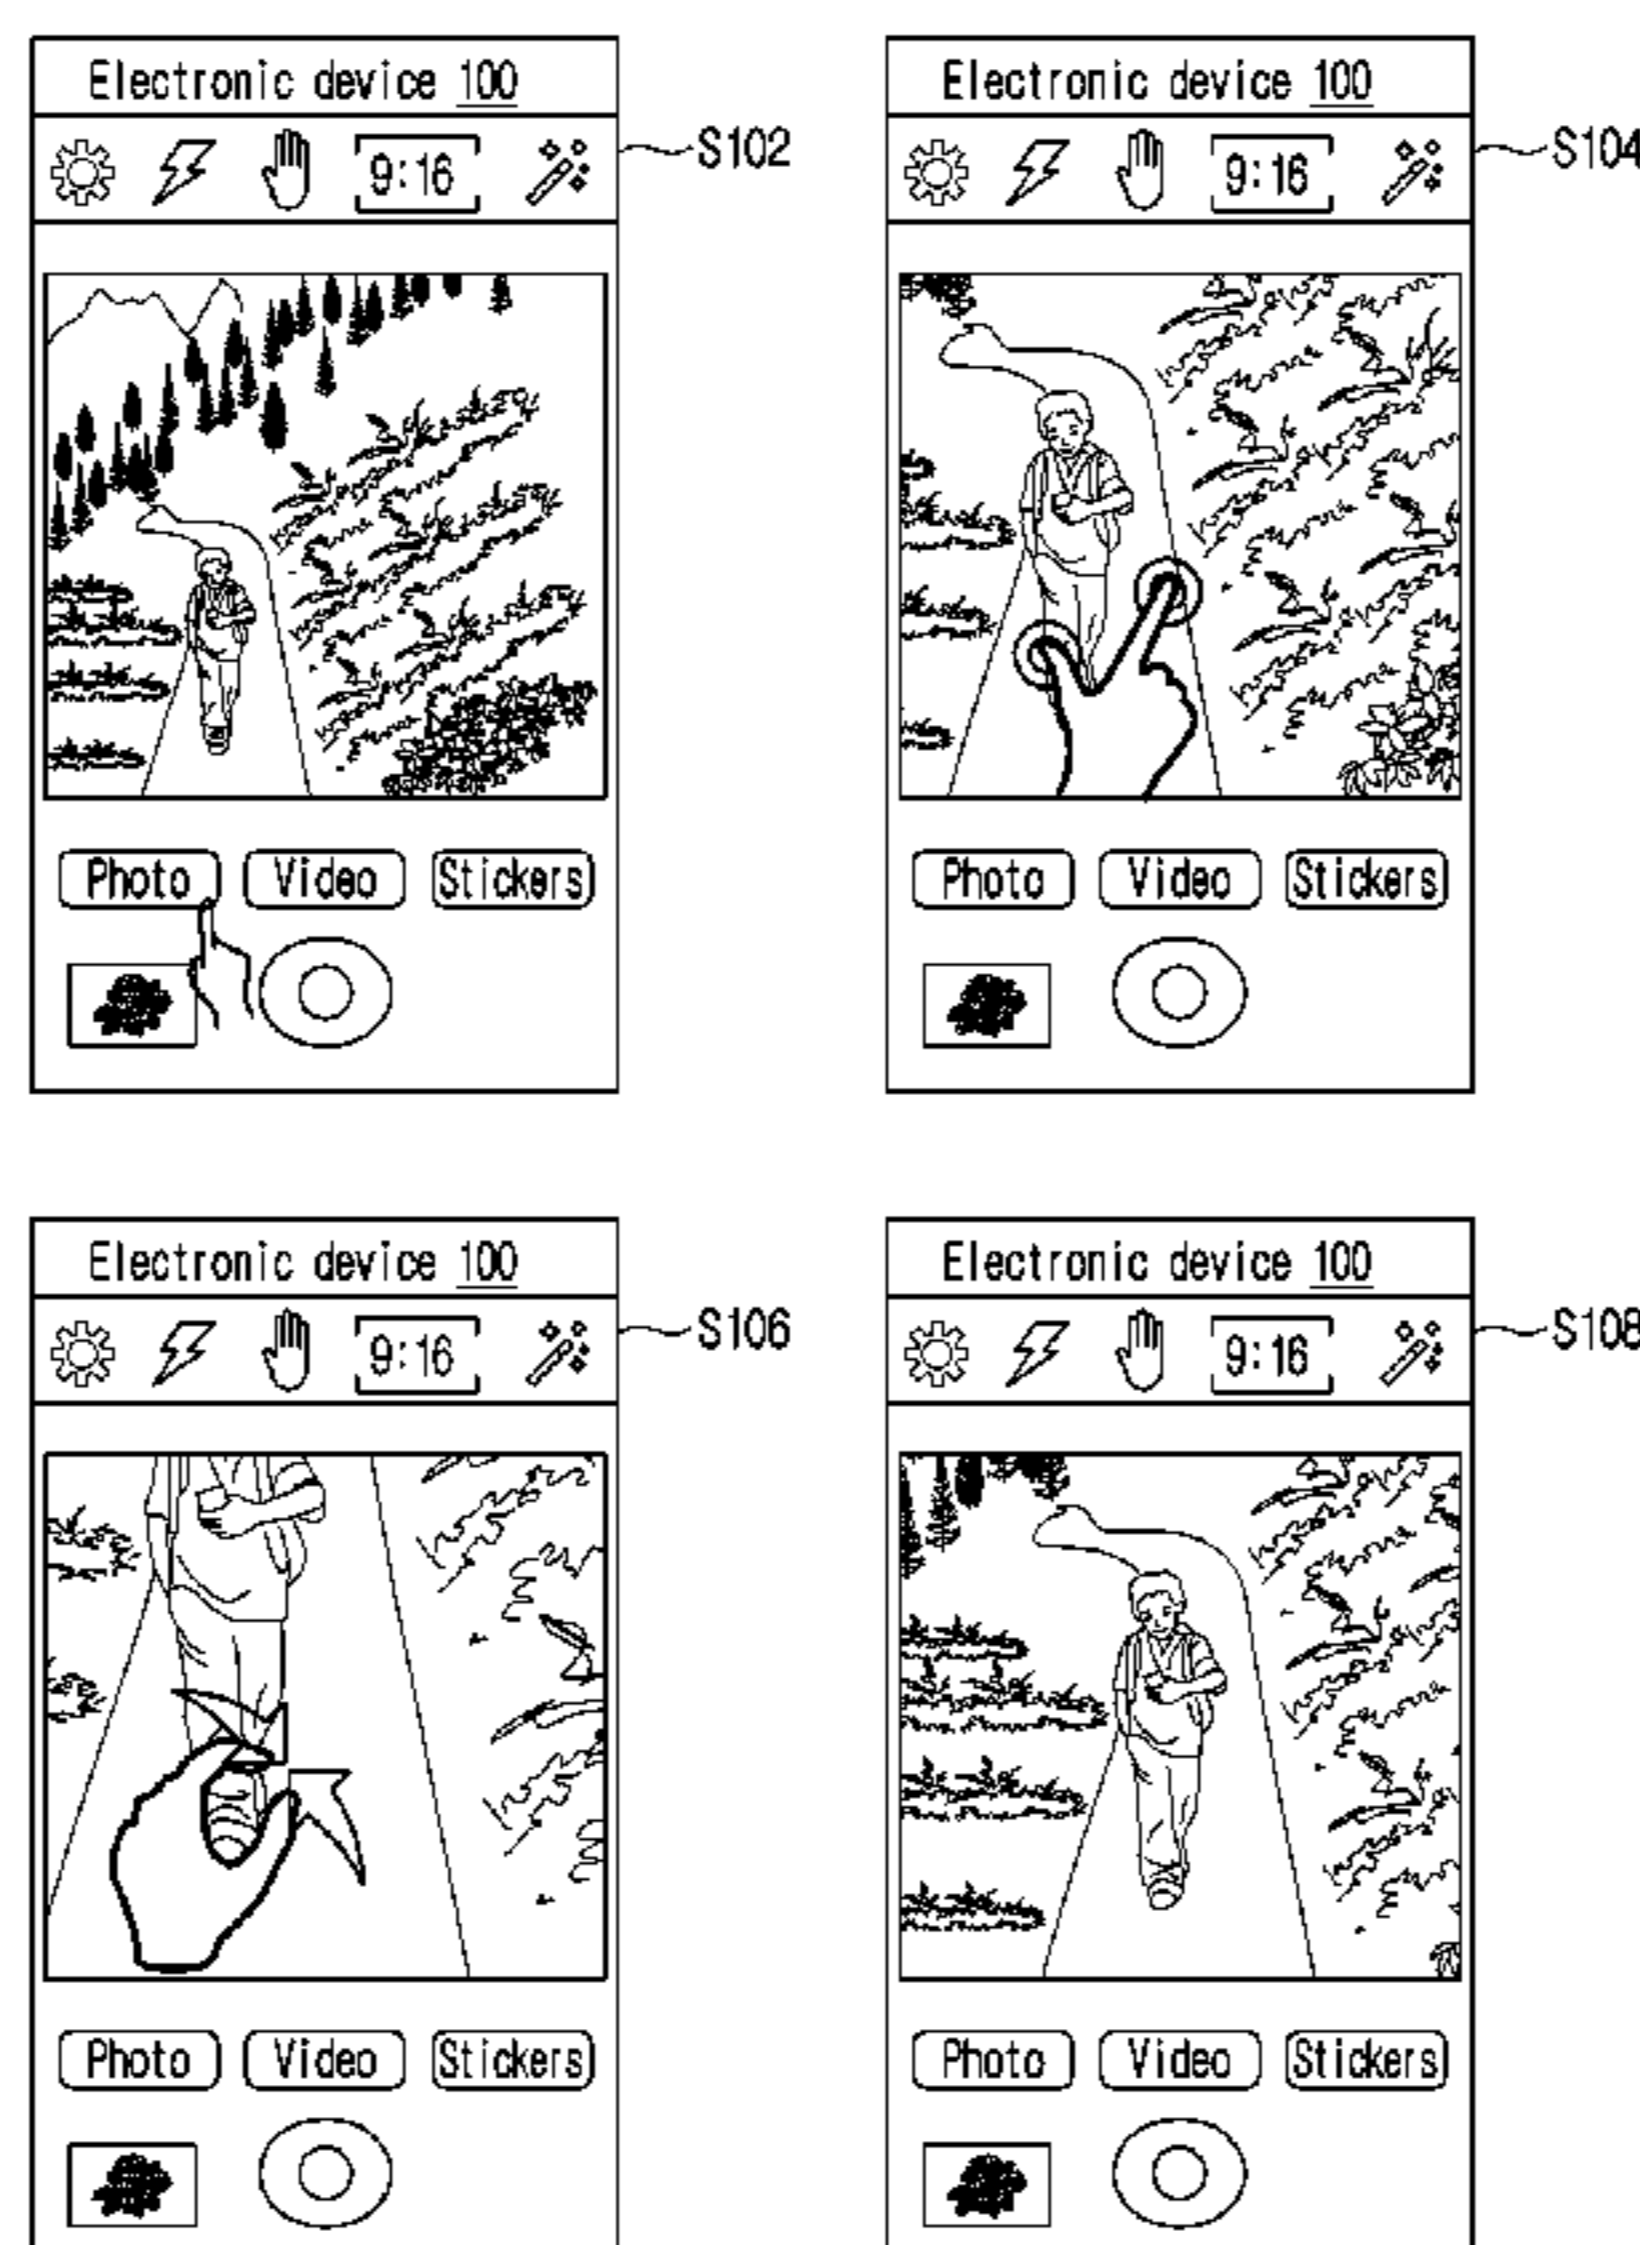 Electronic device 100
9:16
S102
Photo Video Stickers
Electronic device 100
9:16
S104
Photo Video Stickers
Electronic device 100
9:16
S106
Photo Video Stickers
Electronic device 100
9:16
S108
Photo Video Stickers